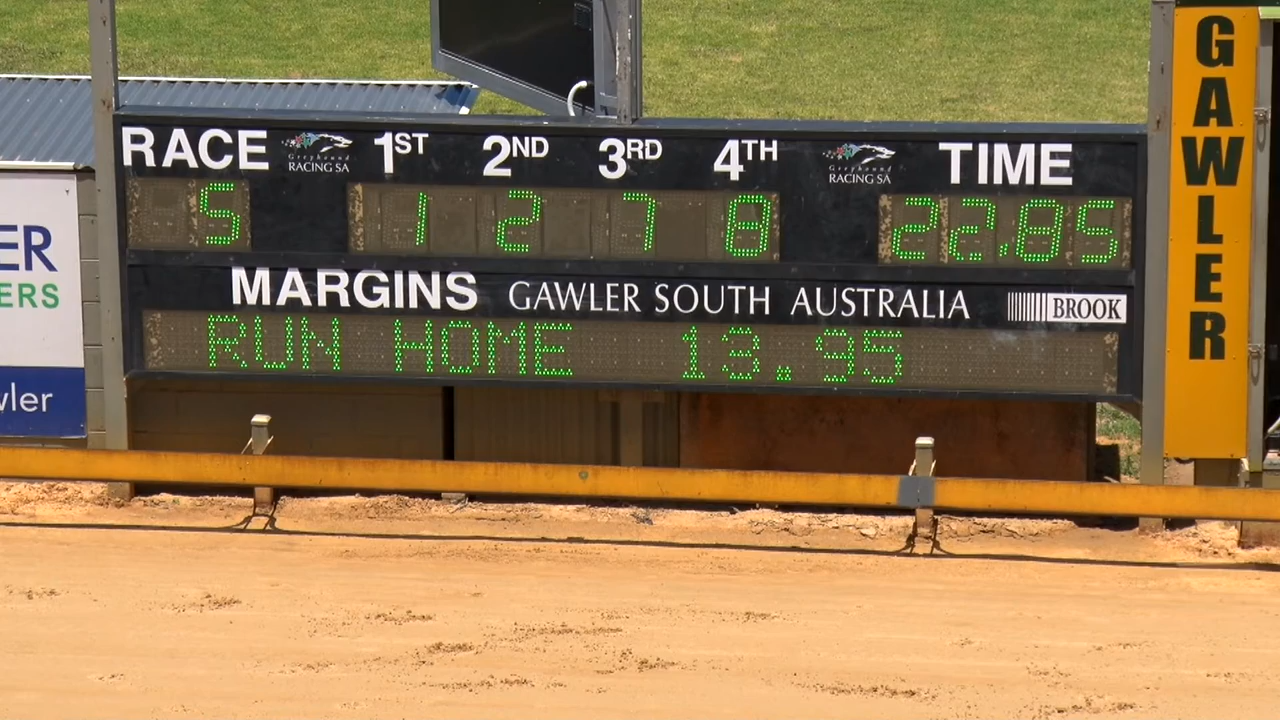 RACE 1ST 2ND 3RD 4TH TIME
Greyhound RACING SA
Greyhound RACING SA
5 1 2 7 8 22.85
MARGINS GAWLER SOUTH AUSTRALIA BROOK
RUN HOME 13.95
GAWLER
ER
ERS
wler